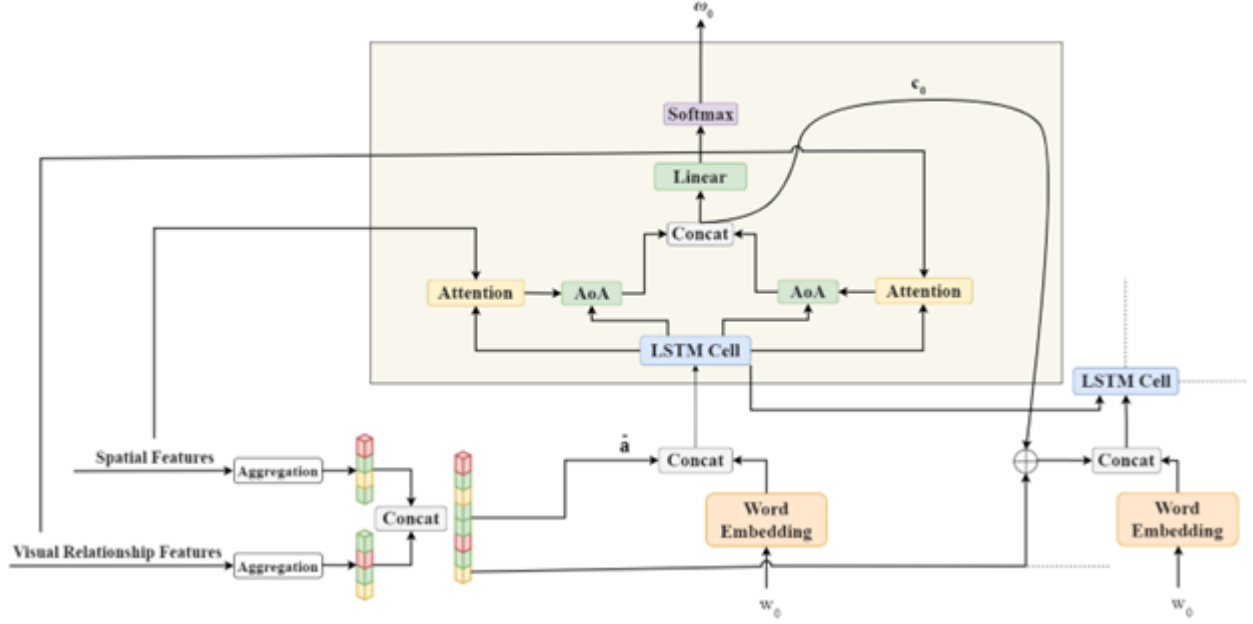 ω₀
c₀
Softmax
Linear
Concat
Attention
AoA
AoA
Attention
LSTM Cell
LSTM Cell
Spatial Features
Aggregation
Concat
ā
Concat
Concat
Word
Embedding
Word
Embedding
Visual Relationship Features
Aggregation
w₀
w₀